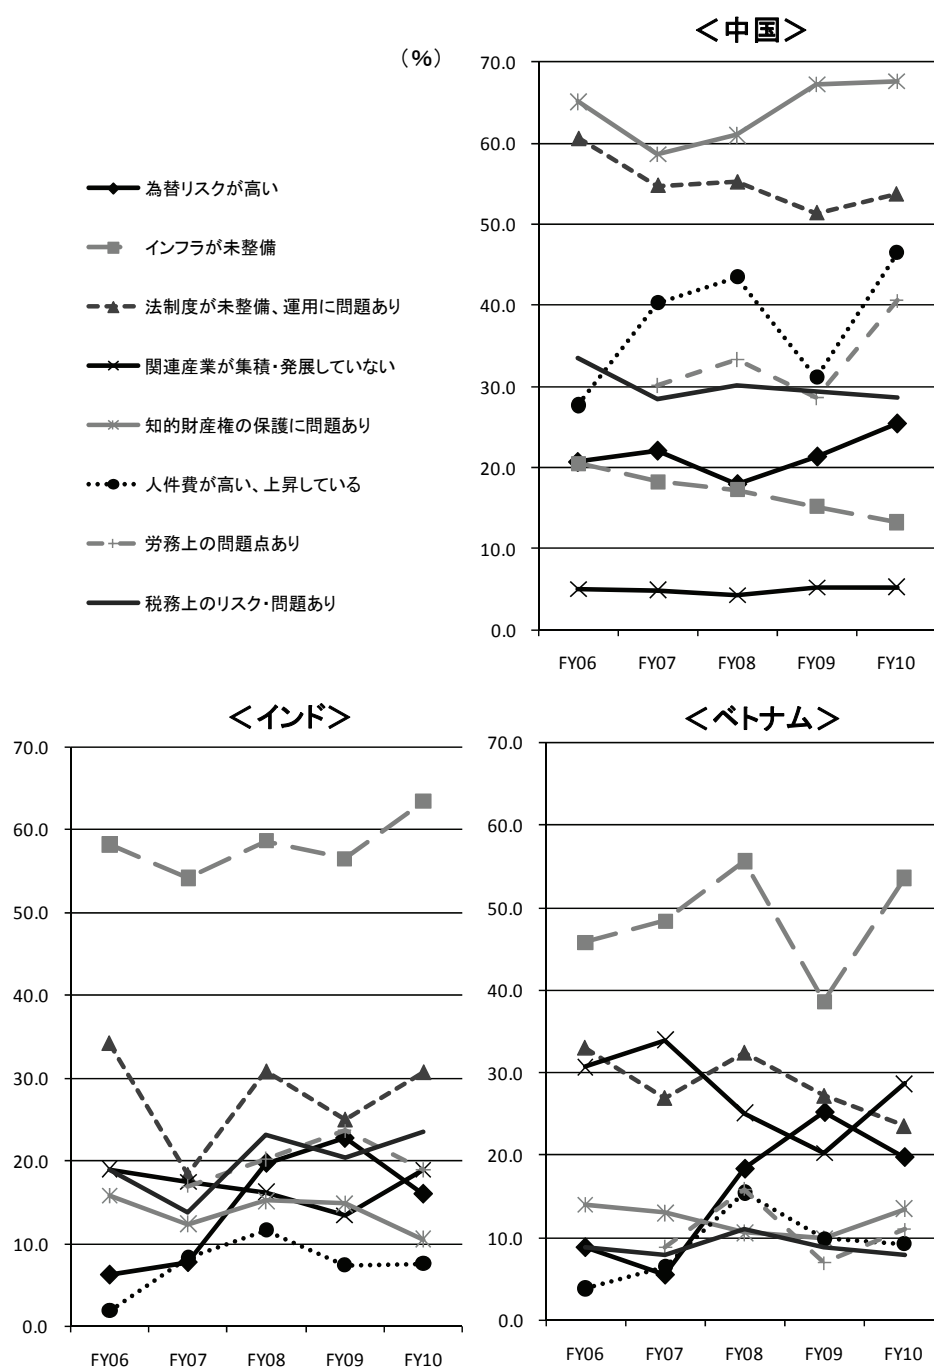 ＜中国＞
（%）
70.0
60.0
50.0
40.0
30.0
20.0
10.0
0.0
FY06 FY07 FY08 FY09 FY10
為替リスクが高い
インフラが未整備
法制度が未整備、運用に問題あり
関連産業が集積・発展していない
知的財産権の保護に問題あり
人件費が高い、上昇している
労務上の問題点あり
税務上のリスク・問題あり
＜インド＞
70.0
60.0
50.0
40.0
30.0
20.0
10.0
0.0
FY06 FY07 FY08 FY09 FY10
＜ベトナム＞
70.0
60.0
50.0
40.0
30.0
20.0
10.0
0.0
FY06 FY07 FY08 FY09 FY10